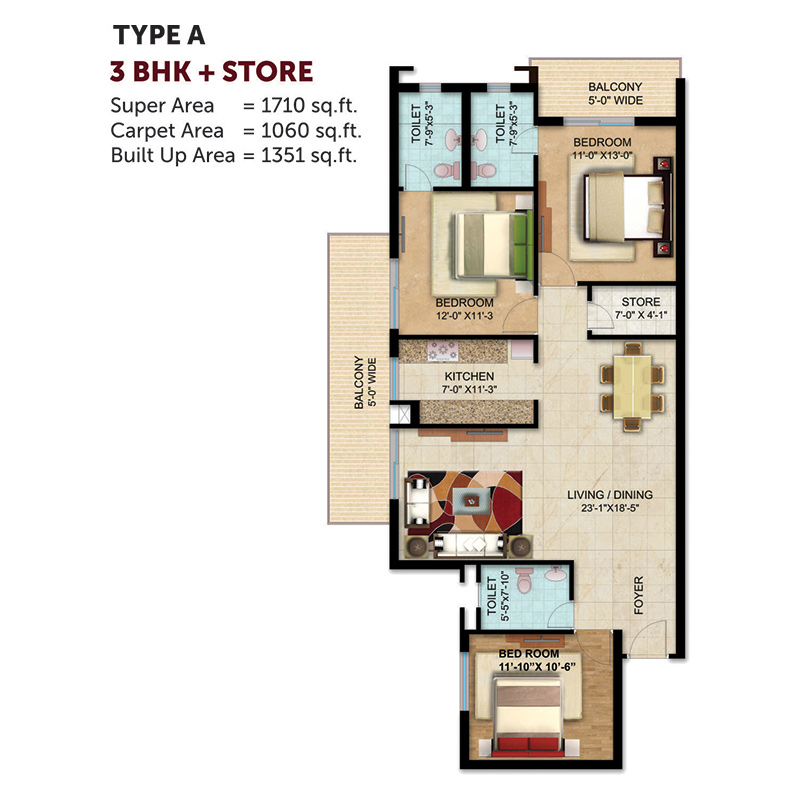 TYPE A
3 BHK + STORE
Super Area = 1710 sq.ft.
Carpet Area = 1060 sq.ft.
Built Up Area = 1351 sq.ft.
BALCONY
5'-0" WIDE
TOILET
7'-9"x5'-3"
TOILET
7'-9"x5'-3"
BEDROOM
11'-0" X13'-0"
BEDROOM
12'-0" X11'-3
STORE
7'-0" X 4'-1"
BALCONY
5'-0" WIDE
KITCHEN
7'-0" X11'-3"
LIVING / DINING
23'-1"X18'-5"
TOILET
5'-5"x7'-10"
FOYER
BED ROOM
11'-10"X 10'-6"